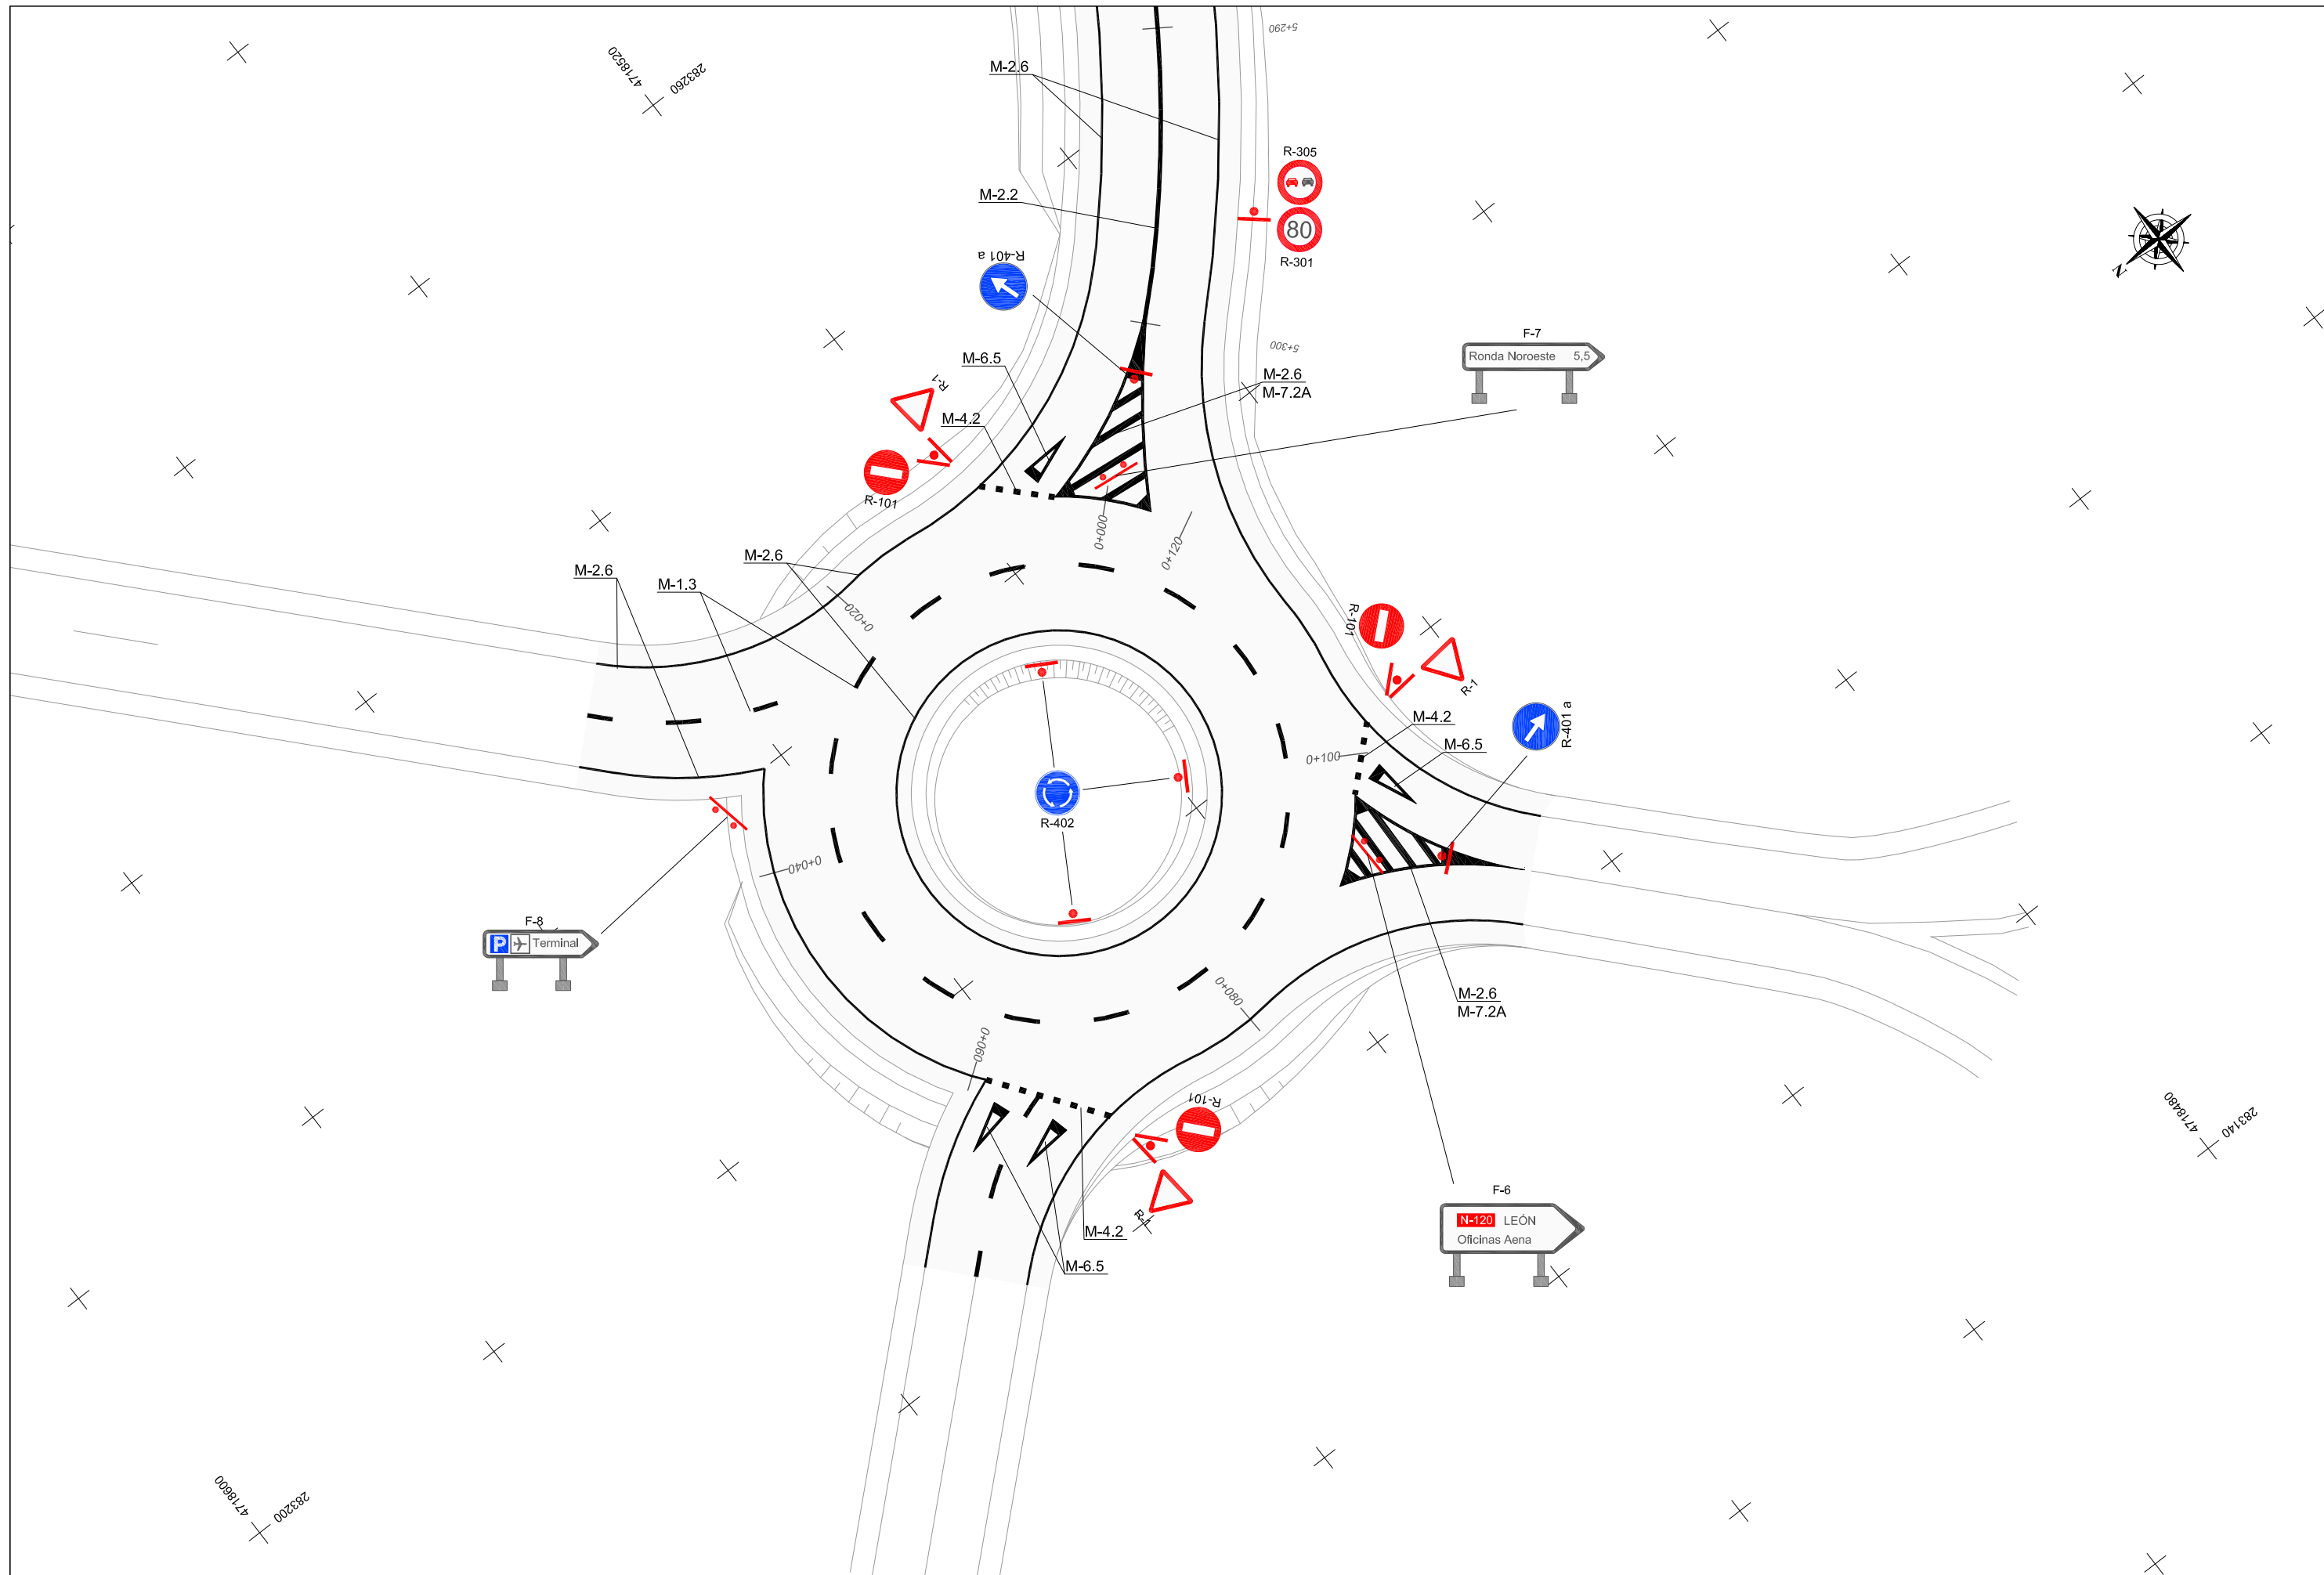 5+290
M-2.6
4718520
283260
R-305
M-2.2
80
R-301
R-401 a
N
F-7
Ronda Noroeste 5,5
5+300
M-6.5
M-2.6
M-7.2A
R-1
M-4.2
R-101
0+000
0+120
M-2.6
M-2.6
M-1.3
0+020
R-101
R-1
R-401 a
M-4.2
M-6.5
0+100
R-402
0+040
F-8
P Terminal
0+080
M-2.6
M-7.2A
0+060
R-101
R-1
M-4.2
M-6.5
F-6
N-120 LEÓN
Oficinas Aena
4718480
283140
4718600
283200